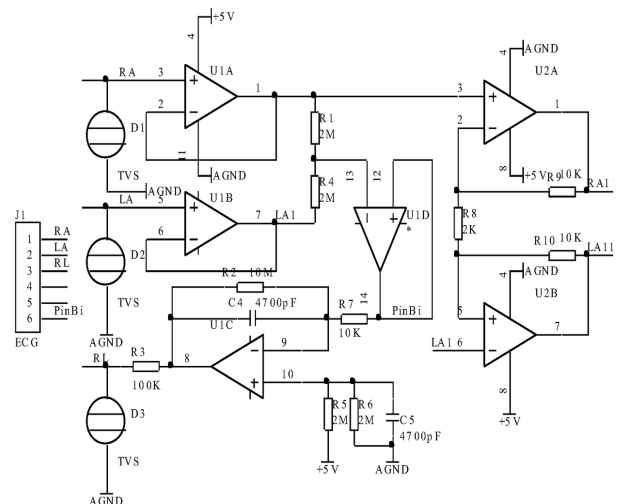 +5V
4
AGND
4
RA
3
U1A
U2A
1
3
1
2
2
R1
D1
2M
11
8
+5V
R9
10K
RA11
TVS
AGND
13
12
AGND
R4
LA
5
U1B
2M
R8
J1
7
LA1
U1D
2K
1
RA
*
R10
10K
2
LA
6
LA11
3
RL
D2
R2
10M
4
AGND
4
C4
4700pF
R7
14
U2B
5
TVS
PinBi
5
6
PinBi
U1C
10K
7
ECG
AGND
9
LA1
6
RL
R3
8
10
8
100K
R5
R6
C5
D3
2M
2M
4700pF
+5V
TVS
+5V
AGND
AGND